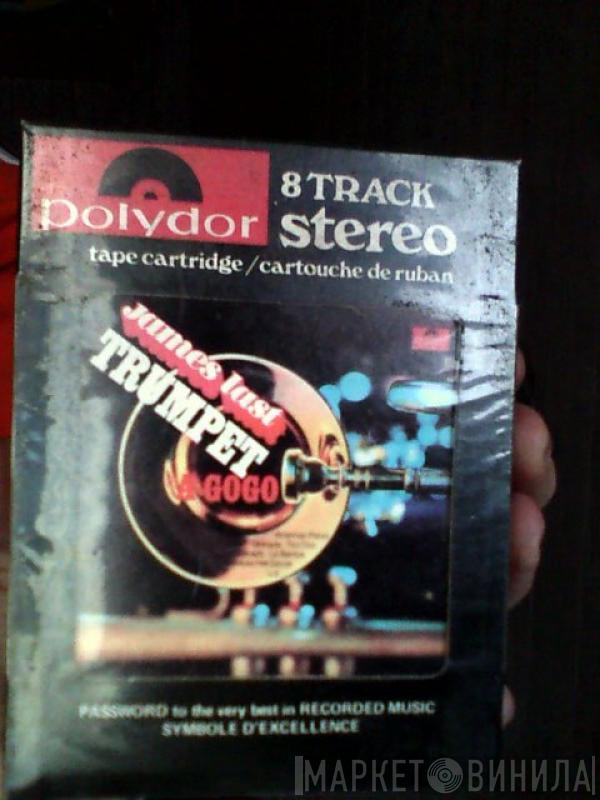 polydor
8 TRACK
stereo
tape cartridge/cartouche de ruban
james last
TRUMPET
A GOGO
PASSWORD to the very best in RECORDED MUSIC
SYMBOLE D'EXCELLENCE
МАРКЕТ ВИНИЛА